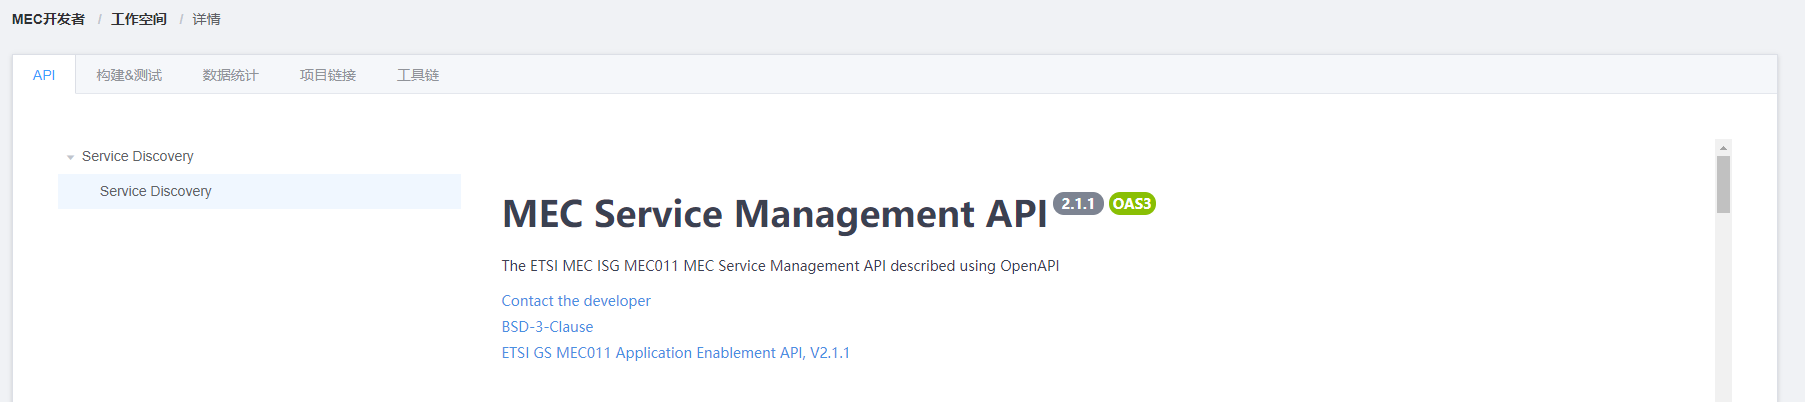 MEC开发者 / 工作空间 / 详情
API 构建&测试 数据统计 项目链接 工具链
Service Discovery
Service Discovery
MEC Service Management API 2.1.1 OAS3
The ETSI MEC ISG MEC011 MEC Service Management API described using OpenAPI
Contact the developer
BSD-3-Clause
ETSI GS MEC011 Application Enablement API, V2.1.1